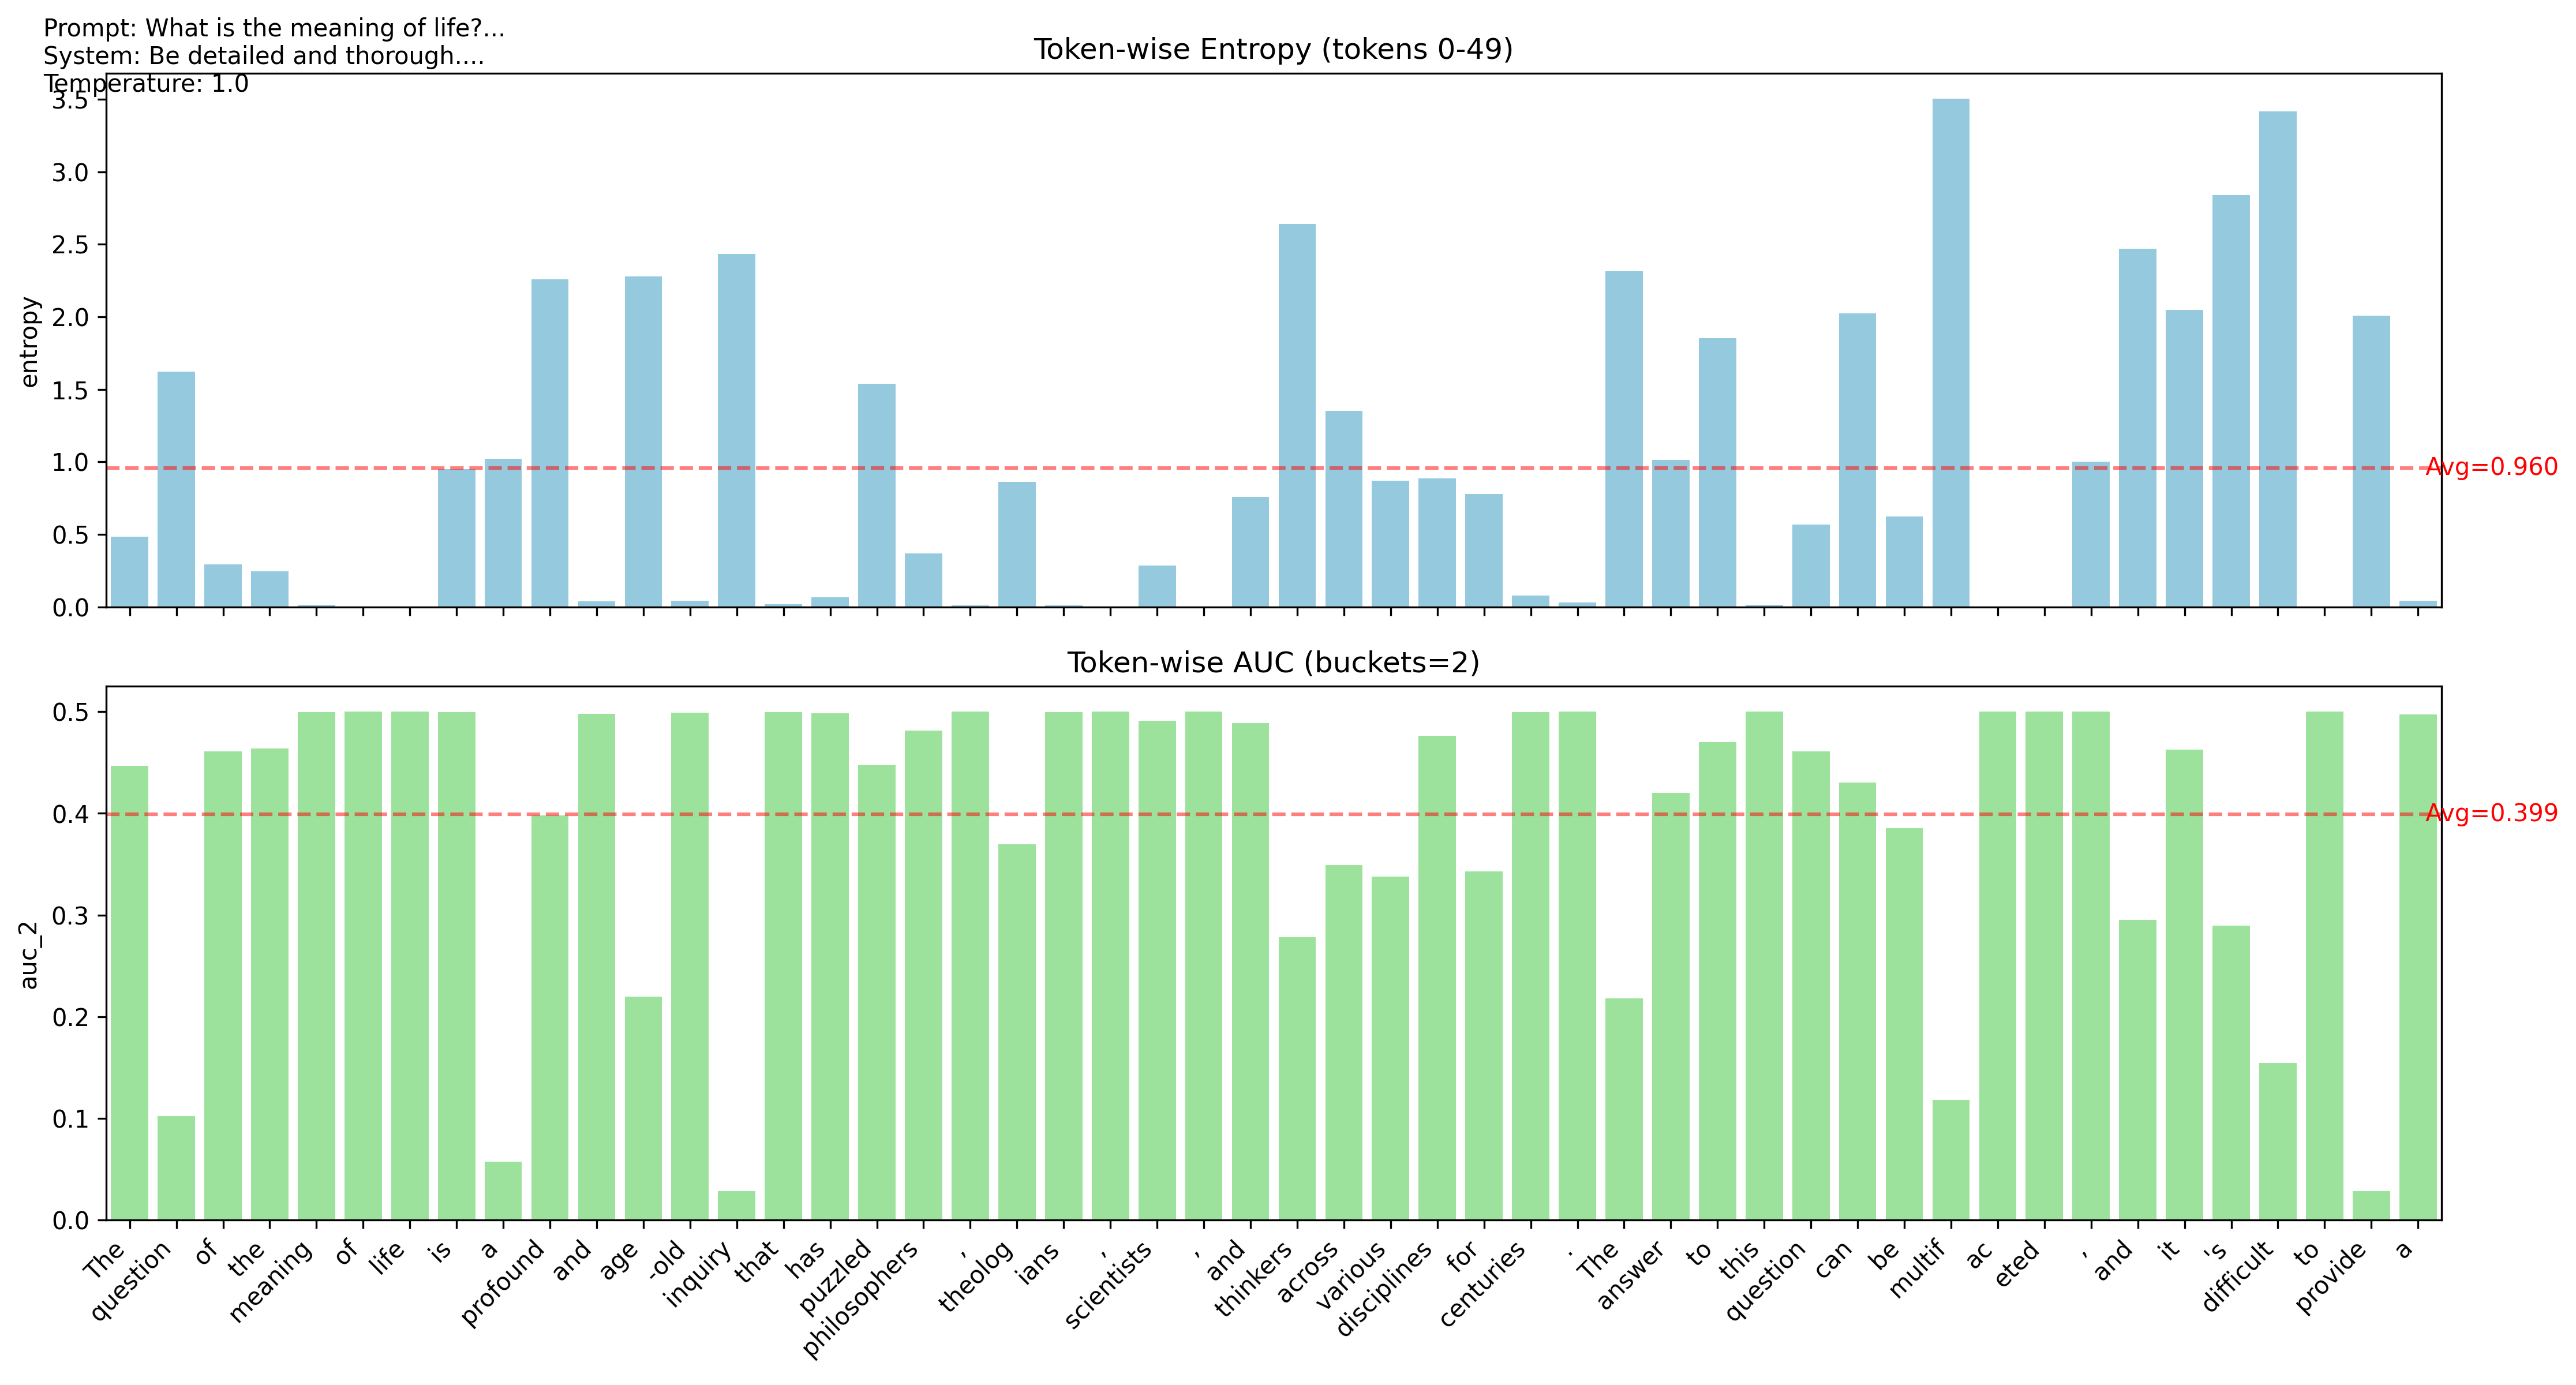 Prompt: What is the meaning of life?...
System: Be detailed and thorough....
Temperature: 1.0
Token-wise Entropy (tokens 0-49)
entropy
3.5
3.0
2.5
2.0
1.5
1.0
0.5
0.0
Avg=0.960
Token-wise AUC (buckets=2)
auc_2
0.5
0.4
0.3
0.2
0.1
0.0
Avg=0.399
The
question
of
the
meaning
of
life
is
a
profound
and
age
-old
inquiry
that
has
puzzled
philosophers
,
theolog
ians
,
scientists
,
and
thinkers
across
various
disciplines
for
centuries
.
The
answer
to
this
question
can
be
multif
ac
eted
,
and
it
's
difficult
to
provide
a